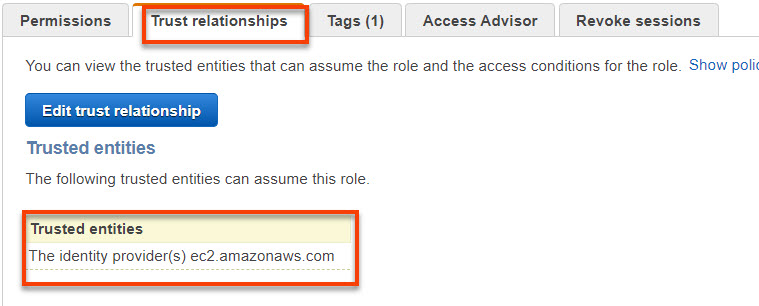 Permissions
Trust relationships
Tags (1)
Access Advisor
Revoke sessions
You can view the trusted entities that can assume the role and the access conditions for the role. Show polic
Edit trust relationship
Trusted entities
The following trusted entities can assume this role.
Trusted entities
The identity provider(s) ec2.amazonaws.com